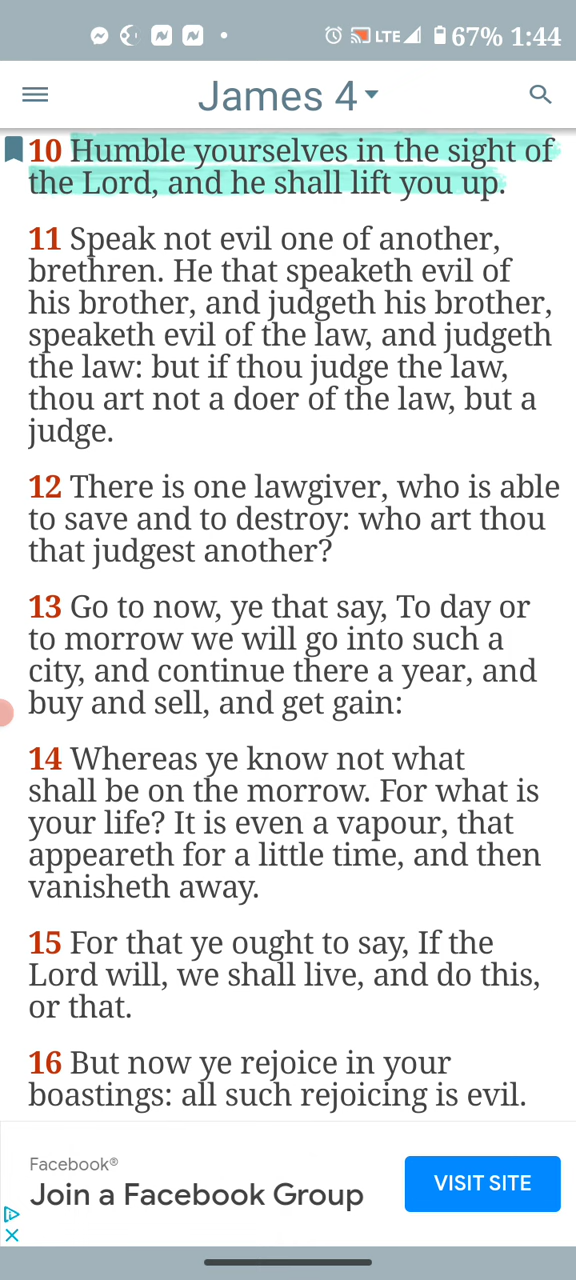 LTE 67% 1:44
James 4
10 Humble yourselves in the sight of
the Lord, and he shall lift you up.
11 Speak not evil one of another,
brethren. He that speaketh evil of
his brother, and judgeth his brother,
speaketh evil of the law, and judgeth
the law: but if thou judge the law,
thou art not a doer of the law, but a
judge.
12 There is one lawgiver, who is able
to save and to destroy: who art thou
that judgest another?
13 Go to now, ye that say, To day or
to morrow we will go into such a
city, and continue there a year, and
buy and sell, and get gain:
14 Whereas ye know not what
shall be on the morrow. For what is
your life? It is even a vapour, that
appeareth for a little time, and then
vanisheth away.
15 For that ye ought to say, If the
Lord will, we shall live, and do this,
or that.
16 But now ye rejoice in your
boastings: all such rejoicing is evil.
Facebook®
Join a Facebook Group
VISIT SITE